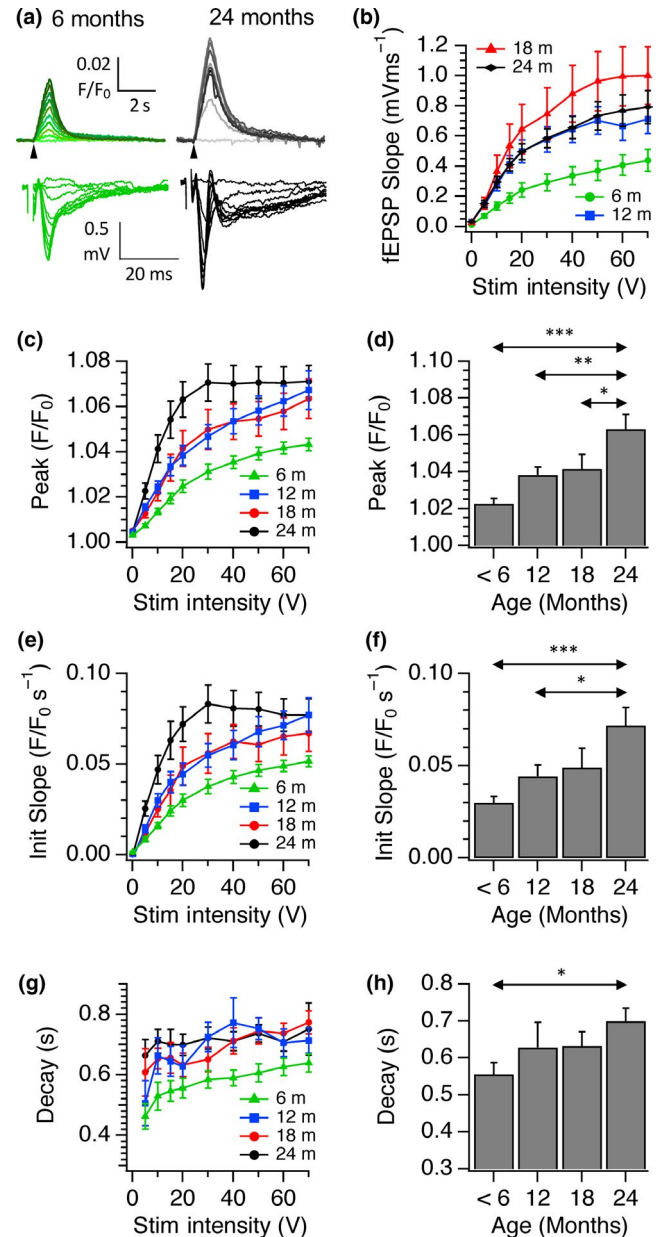 (a) 6 months 24 months
0.02
F/F0
2 s
0.5
mV
20 ms
(b)
fEPSP Slope (mVms−1)
1.2
1.0
0.8
0.6
0.4
0.2
0.0
18 m
24 m
6 m
12 m
0 20 40 60
Stim intensity (V)
(c)
Peak (F/F0)
1.08
1.06
1.04
1.02
1.00
6 m
12 m
18 m
24 m
0 20 40 60
Stim intensity (V)
(d)
Peak (F/F0)
1.10
1.08
1.06
1.04
1.02
1.00
***
**
*
< 6 12 18 24
Age (Months)
(e)
Init Slope (F/F0 s−1)
0.10
0.05
0.00
6 m
12 m
18 m
24 m
0 20 40 60
Stim intensity (V)
(f)
Init Slope (F/F0 s−1)
0.10
0.05
0.00
***
*
< 6 12 18 24
Age (Months)
(g)
Decay (s)
0.8
0.6
0.4
6 m
12 m
18 m
24 m
0 20 40 60
Stim intensity (V)
(h)
Decay (s)
0.8
0.7
0.6
0.5
0.4
0.3
*
< 6 12 18 24
Age (Months)